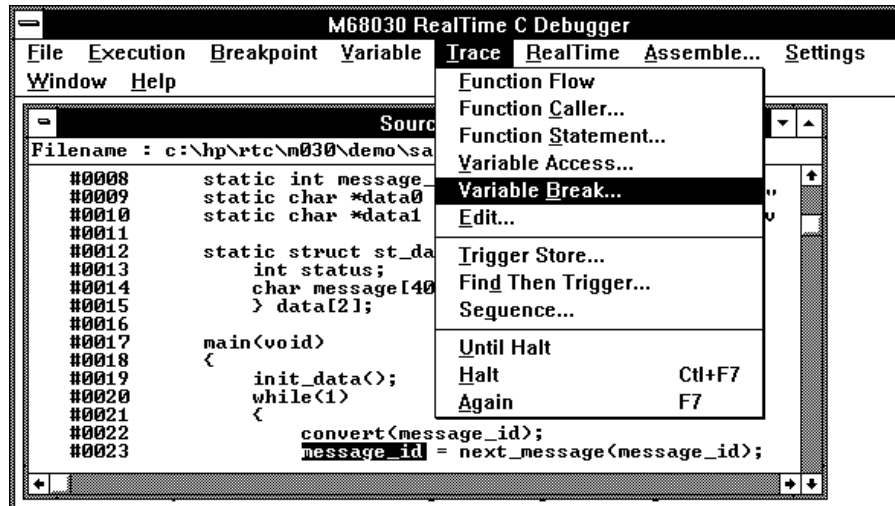 M68030 RealTime C Debugger
File Execution Breakpoint Variable Trace RealTime Assemble... Settings
Window Help
Function Flow
Function Caller...
Function Statement...
Variable Access...
Variable Break...
Edit...
Trigger Store...
Find Then Trigger...
Sequence...
Until Halt
Halt Ctl+F7
Again F7
Sourc
Filename : c:\hp\rtc\m030\demo\sa
#0008 static int message_
#0009 static char *data0
#0010 static char *data1
#0011
#0012 static struct st_da
#0013 int status;
#0014 char message[40
#0015 } data[2];
#0016
#0017 main(void)
#0018 {
#0019 init_data();
#0020 while(1)
#0021 {
#0022 convert(message_id);
#0023 message_id = next_message(message_id);